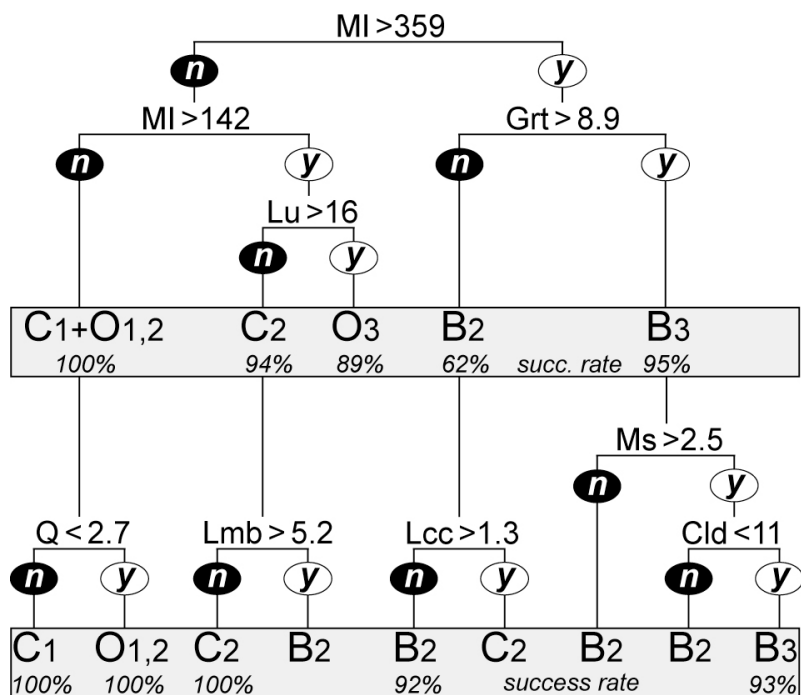 MI >359
n y
MI >142 Grt > 8.9
n y n y
Lu >16
n y
C1+O1,2 C2 O3 B2 B3
100% 94% 89% 62% succ. rate 95%
Ms >2.5
n y
Q < 2.7 Lmb > 5.2 Lcc >1.3 Cld <11
n y n y n y n y
C1 O1,2 C2 B2 B2 C2 B2 B2 B3
100% 100% 100% 92% success rate 93%